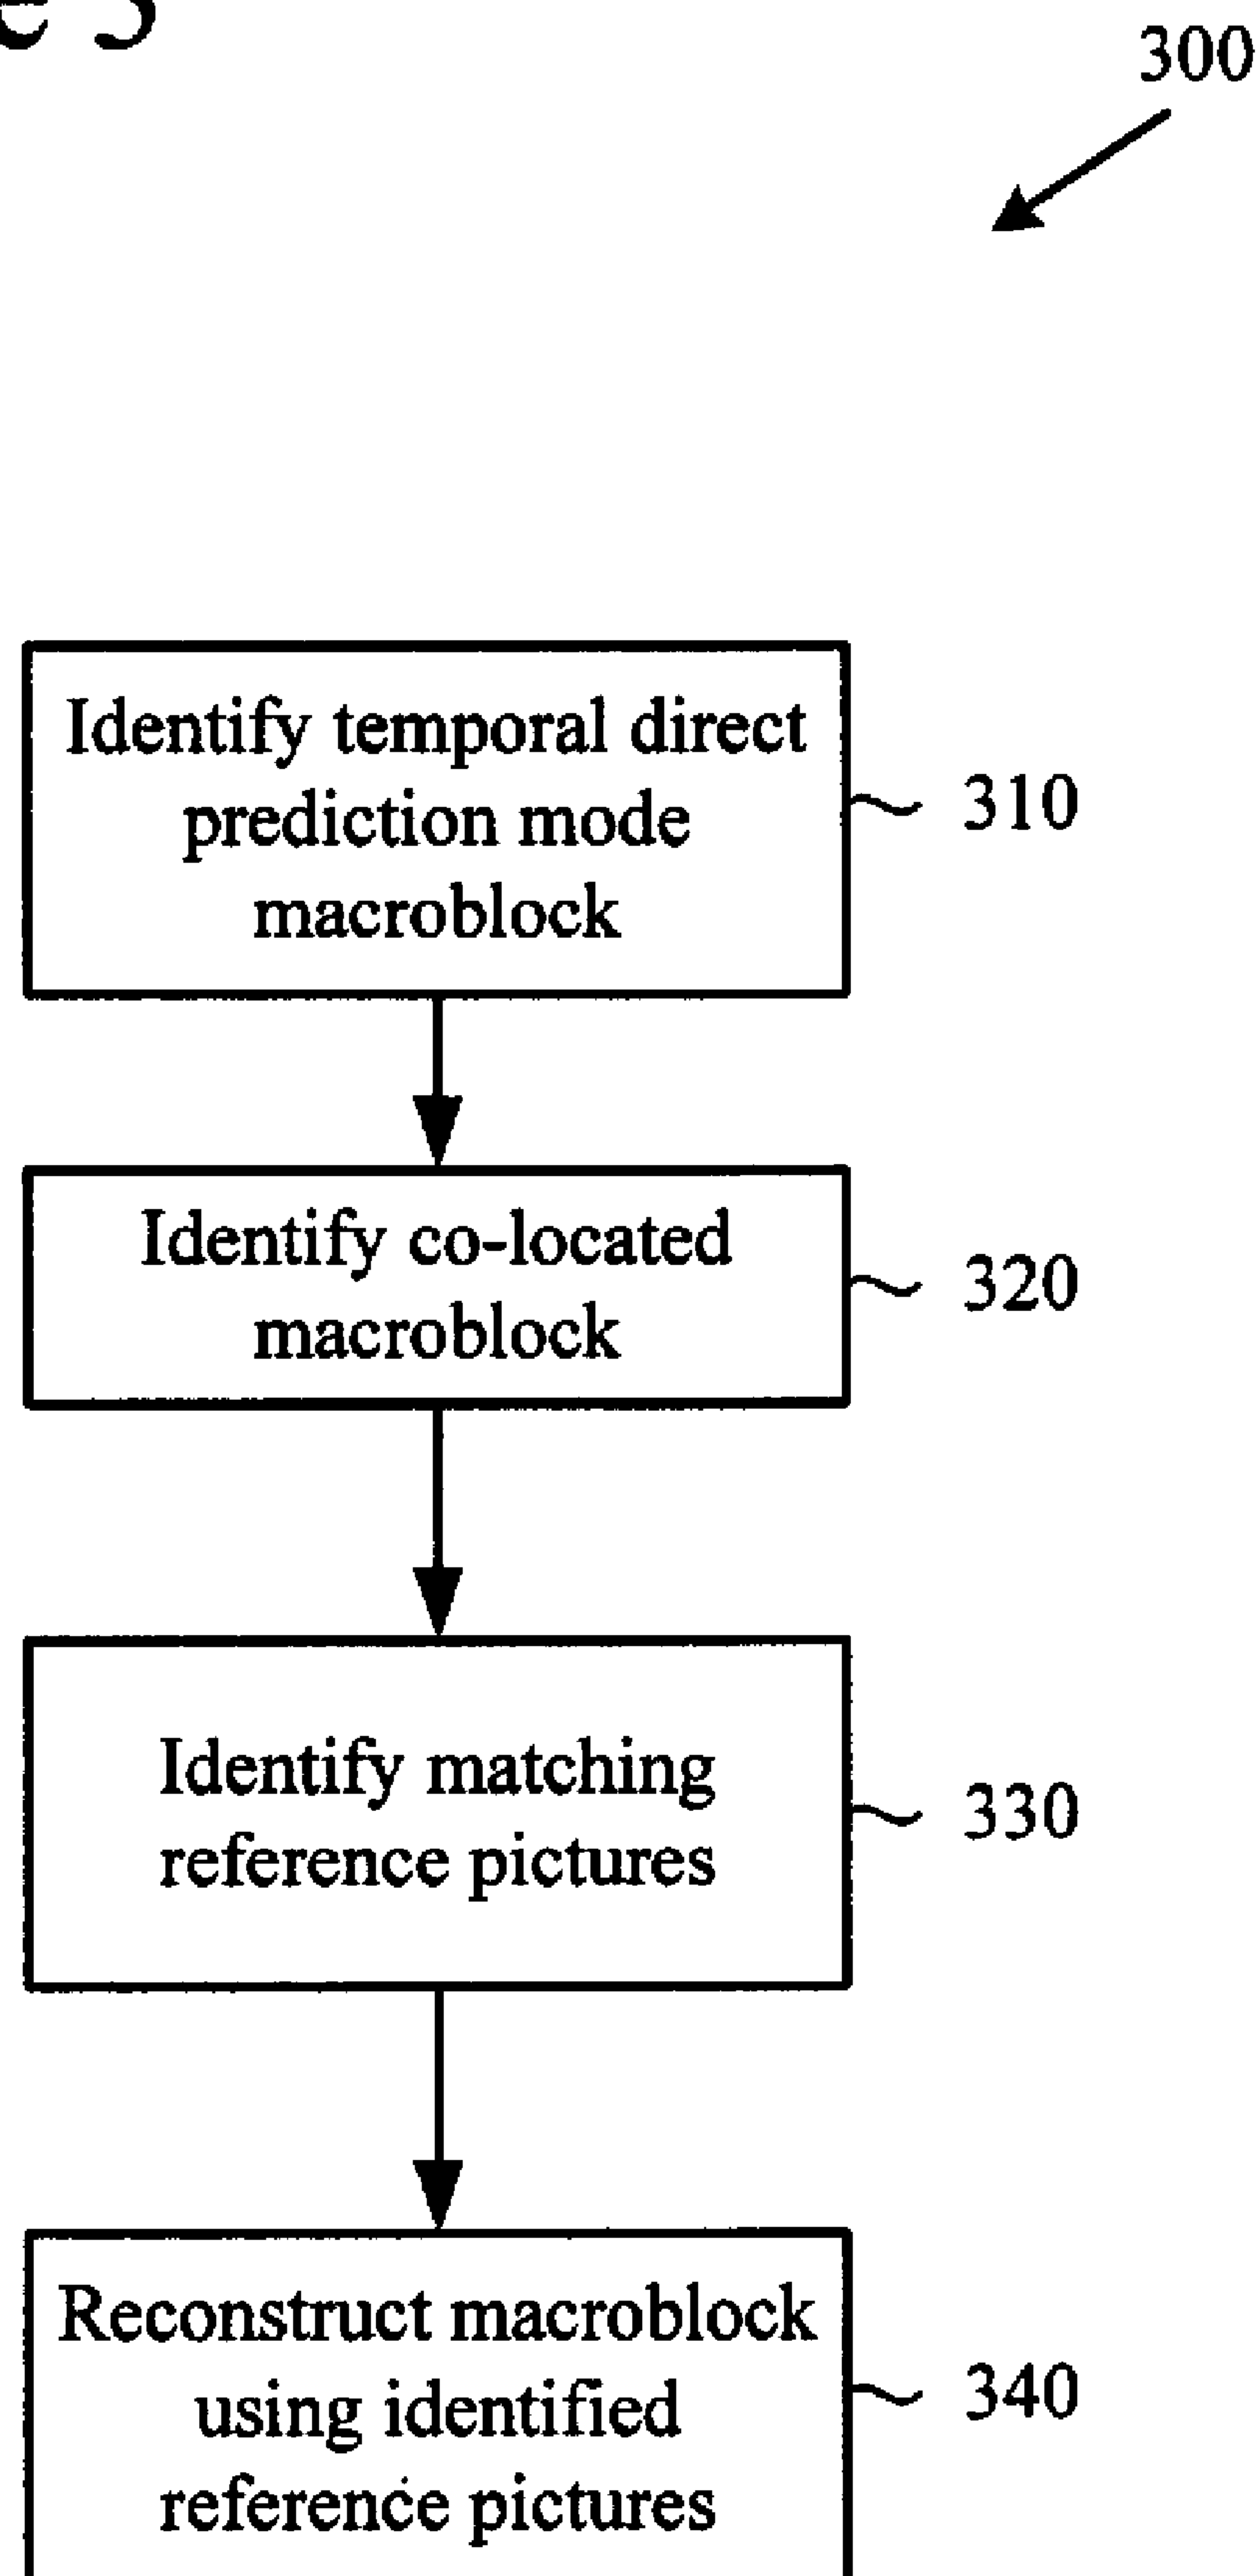 e 3
300
Identify temporal direct
prediction mode
macroblock
310
Identify co-located
macroblock
320
Identify matching
reference pictures
330
Reconstruct macroblock
using identified
reference pictures
340